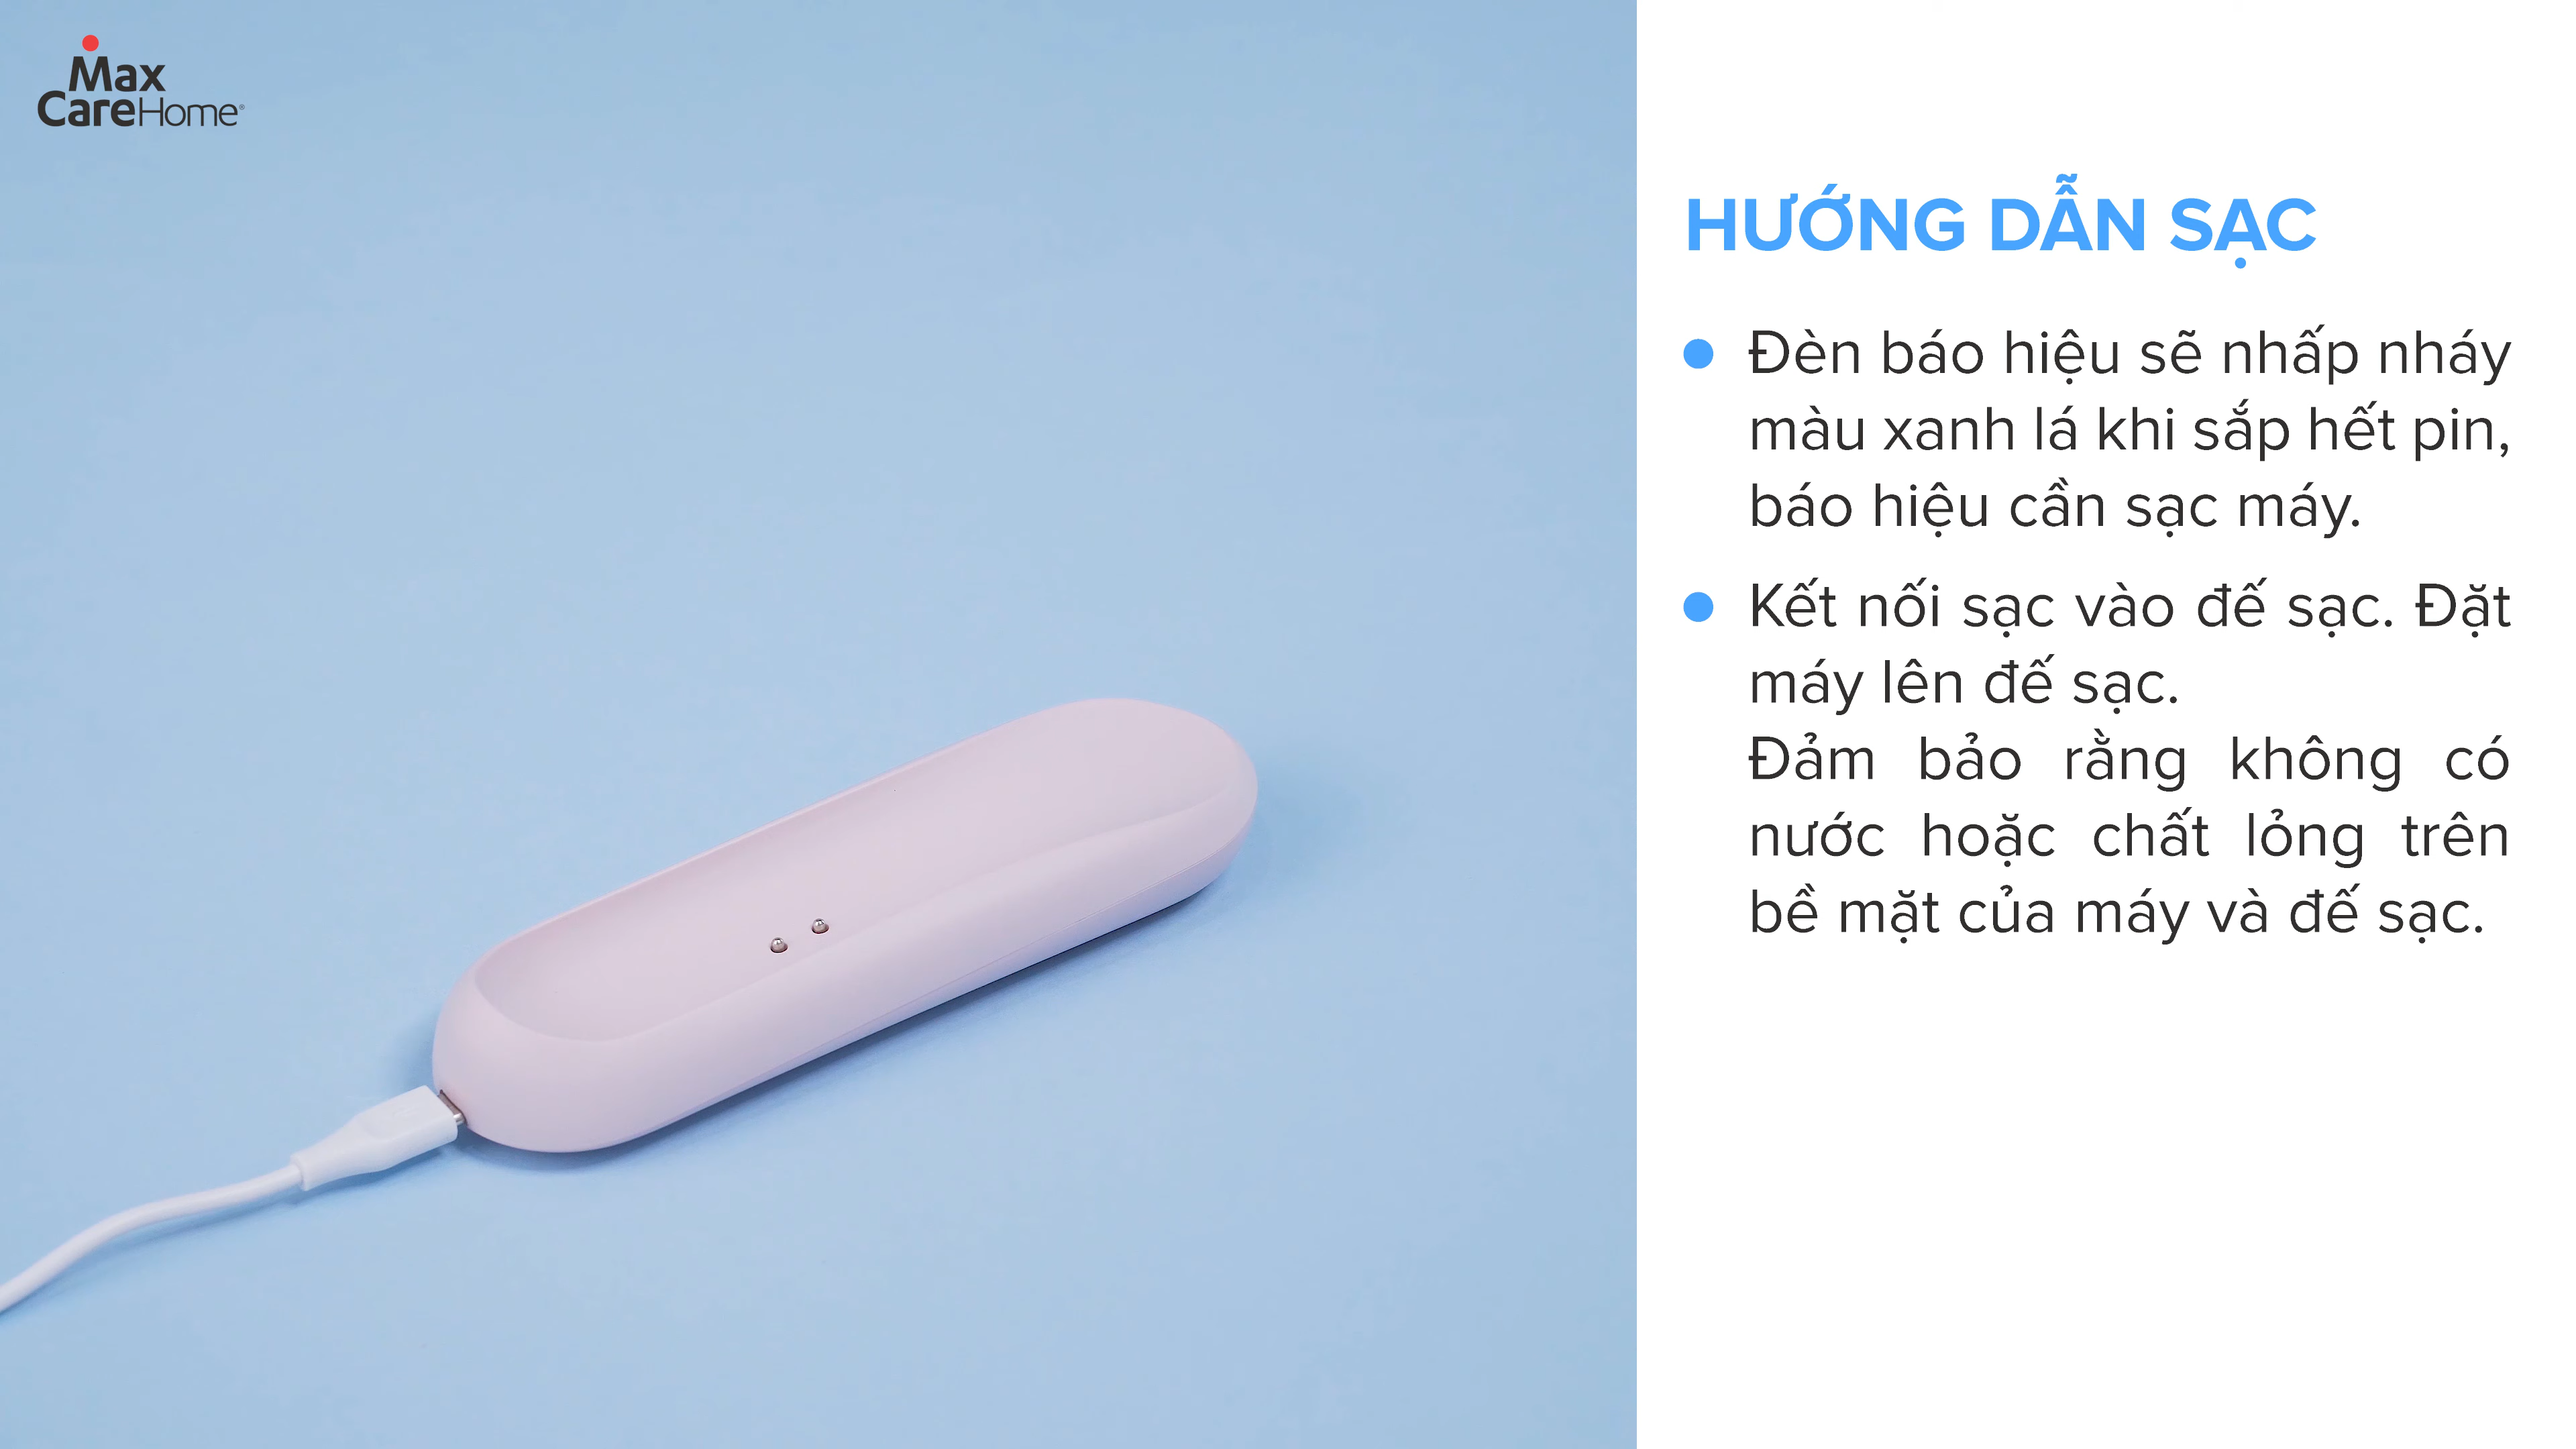 Max
CareHome®
HƯỚNG DẪN SẠC
Đèn báo hiệu sẽ nhấp nháy
màu xanh lá khi sắp hết pin,
báo hiệu cần sạc máy.
Kết nối sạc vào đế sạc. Đặt
máy lên đế sạc.
Đảm bảo rằng không có
nước hoặc chất lỏng trên
bề mặt của máy và đế sạc.